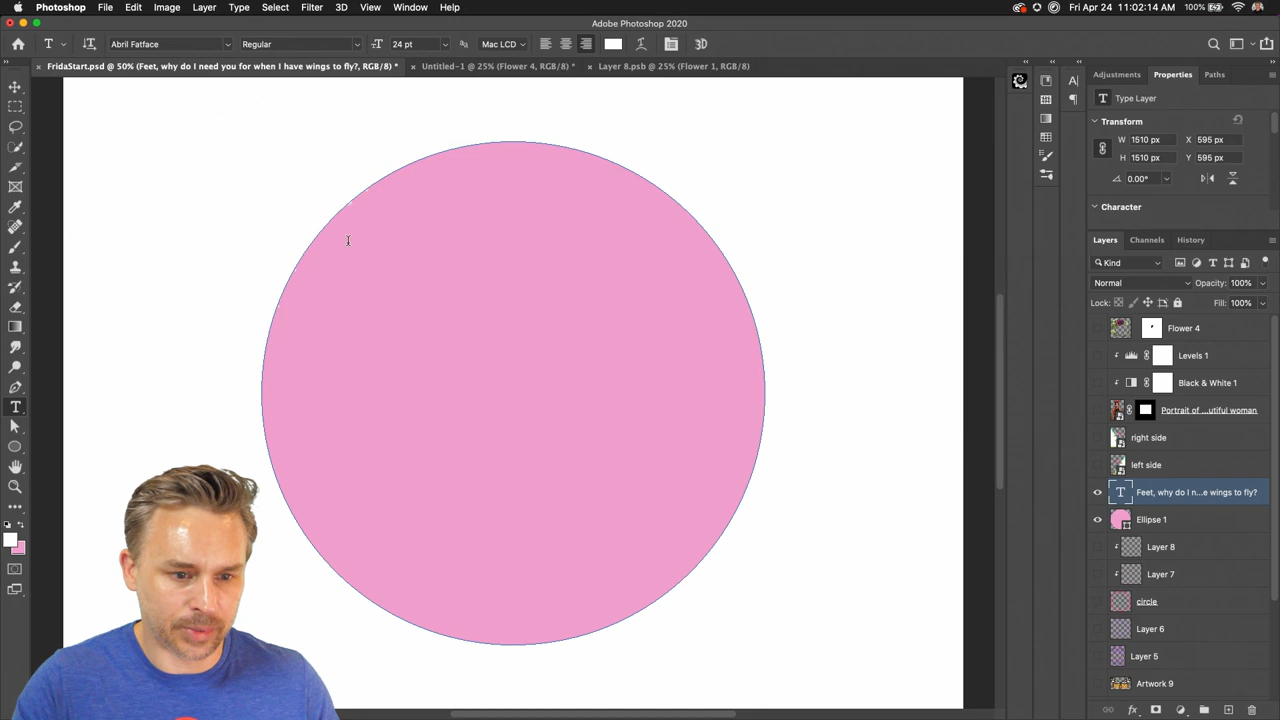 Photoshop File Edit Image Layer Type Select Filter 3D View Window Help Fri Apr 24 11:02:14 AM 100%
Adobe Photoshop 2020
T Abril Fatface Regular 24 pt Mac LCD 3D
FridaStart.psd @ 50% (Feet, why do I need you for when I have wings to fly?, RGB/8) * Untitled-1 @ 25% (Flower 4, RGB/8) * Layer 8.psb @ 25% (Flower 1, RGB/8)
Adjustments Properties Paths
T Type Layer
Transform
W 1510 px X 595 px
H 1510 px Y 595 px
0.00°
Character
Layers Channels History
Kind
Normal Opacity: 100%
Lock: Fill: 100%
Flower 4
Levels 1
Black & White 1
Portrait of ...utiful woman
right side
left side
T Feet, why do I n...e wings to fly?
Ellipse 1
Layer 8
Layer 7
circle
Layer 6
Layer 5
Artwork 9
fx